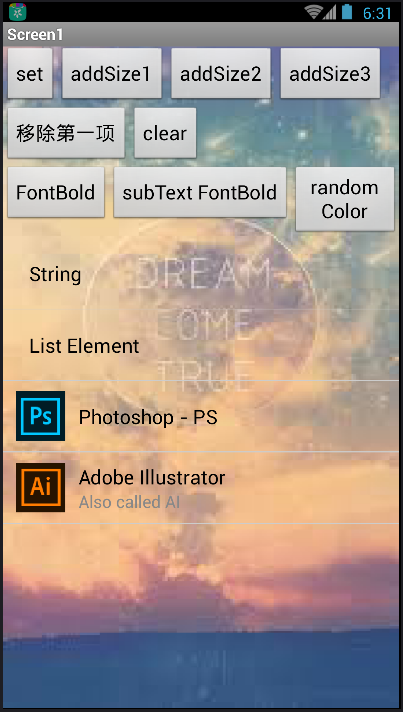 6:31
Screen1
set addSize1 addSize2 addSize3
移除第一项 clear
FontBold subText FontBold random
Color
String
DREAM
COME
List Element
TRUE
Ps Photoshop - PS
Ai Adobe Illustrator
Also called AI